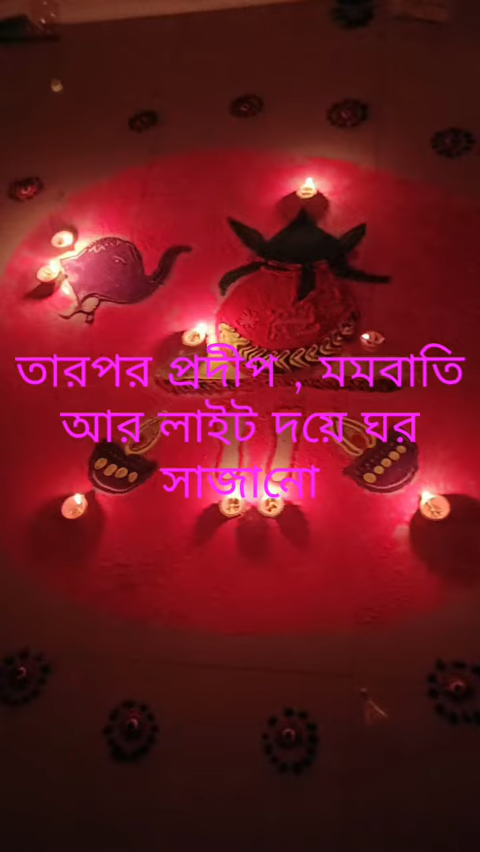 তারপর প্রদীপ , মমবাতি
আর লাইট দয়ে ঘর
সাজানো